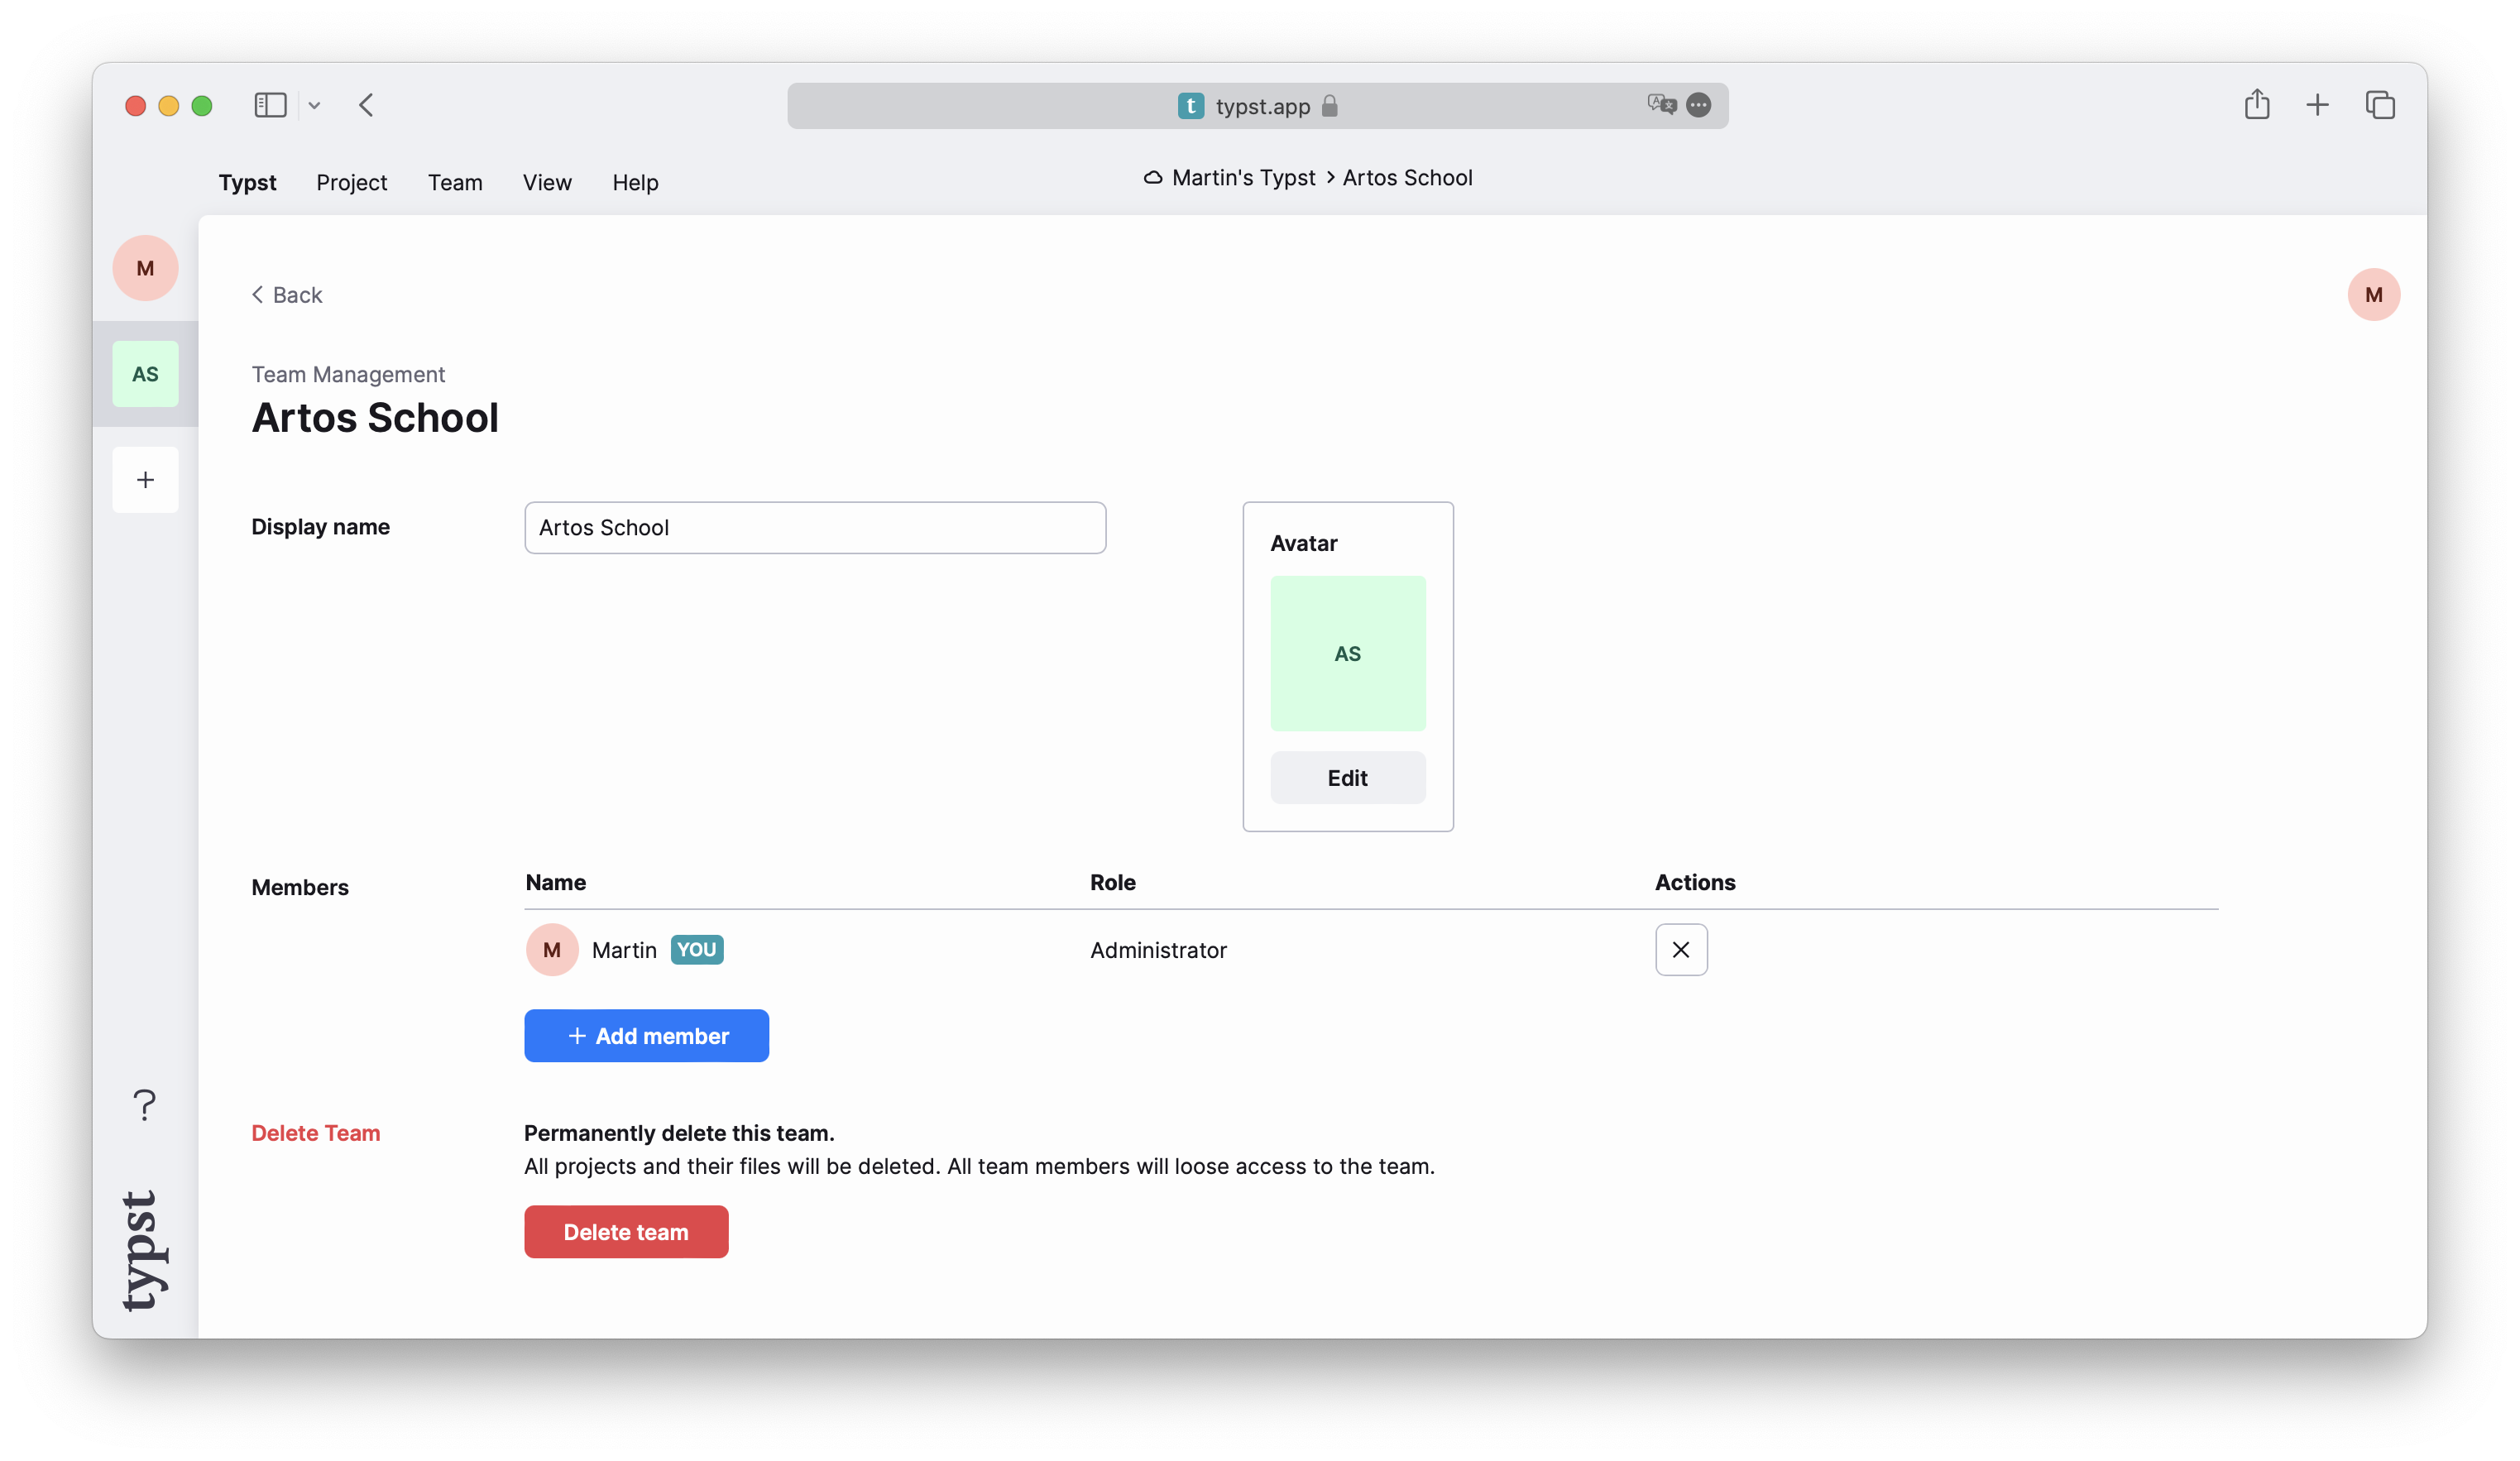 t typst.app
Typst Project Team View Help
Martin's Typst > Artos School
M
AS
+
?
typst
< Back
M
Team Management
Artos School
Display name
Artos School
Avatar
AS
Edit
Members
Name Role Actions
M Martin YOU Administrator
+ Add member
Delete Team
Permanently delete this team.
All projects and their files will be deleted. All team members will loose access to the team.
Delete team